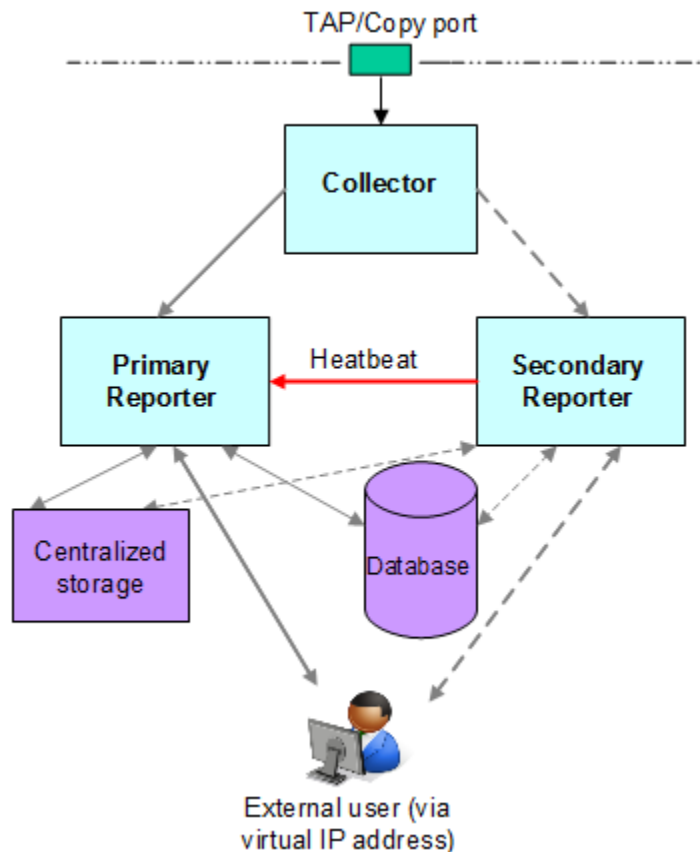 TAP/Copy port
Collector
Primary
Reporter
Heatbeat
Secondary
Reporter
Centralized
storage
Database
External user (via
virtual IP address)